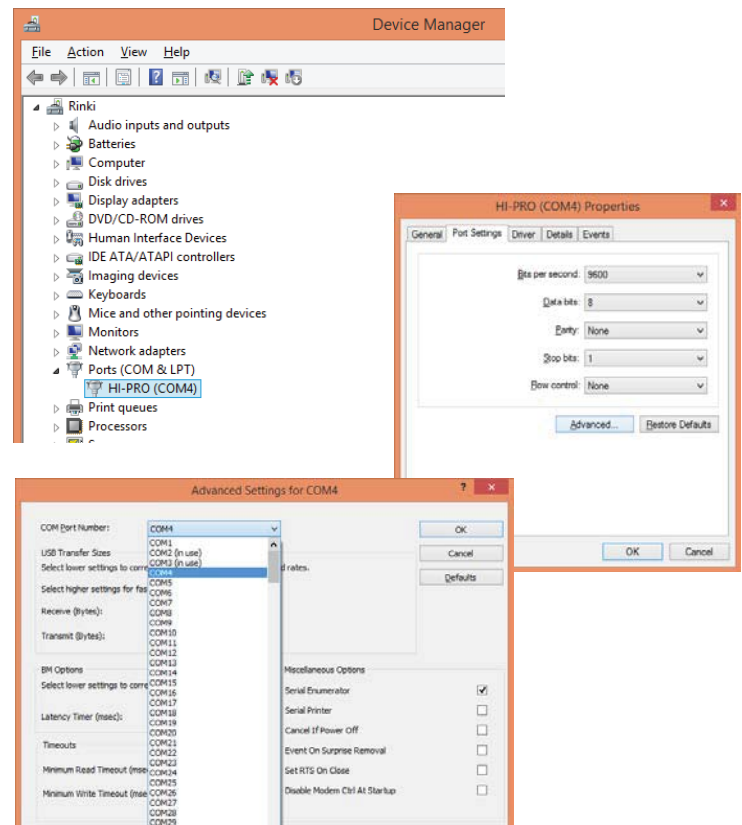 Device Manager
File Action View Help
Rinki
Audio inputs and outputs
Batteries
Computer
Disk drives
Display adapters
DVD/CD-ROM drives
Human Interface Devices
IDE ATA/ATAPI controllers
Imaging devices
Keyboards
Mice and other pointing devices
Monitors
Network adapters
Ports (COM & LPT)
HI-PRO (COM4)
Print queues
Processors
HI-PRO (COM4) Properties
General Port Settings Driver Details Events
Bits per second: 9600
Data bits: 8
Parity: None
Stop bits: 1
Flow control: None
Advanced... Restore Defaults
OK Cancel
Advanced Settings for COM4
COM Port Number: COM4
OK
Cancel
Defaults
USB Transfer Sizes
Select lower settings to corre d rates.
Select higher settings for fas
Receive (Bytes):
Transmit (Bytes):
BM Options
Select lower settings to corre
Latency Timer (msec):
Timeouts
Minimum Read Timeout (mse
Minimum Write Timeout (mse
COM1
COM2 (in use)
COM3 (in use)
COM4
COM5
COM6
COM7
COM8
COM9
COM10
COM11
COM12
COM13
COM14
COM15
COM16
COM17
COM18
COM19
COM20
COM21
COM22
COM23
COM24
COM25
COM26
COM27
COM28
COM29
Miscellaneous Options
Serial Enumerator
Serial Printer
Cancel If Power Off
Event On Surprise Removal
Set RTS On Close
Disable Modem Ctrl At Startup